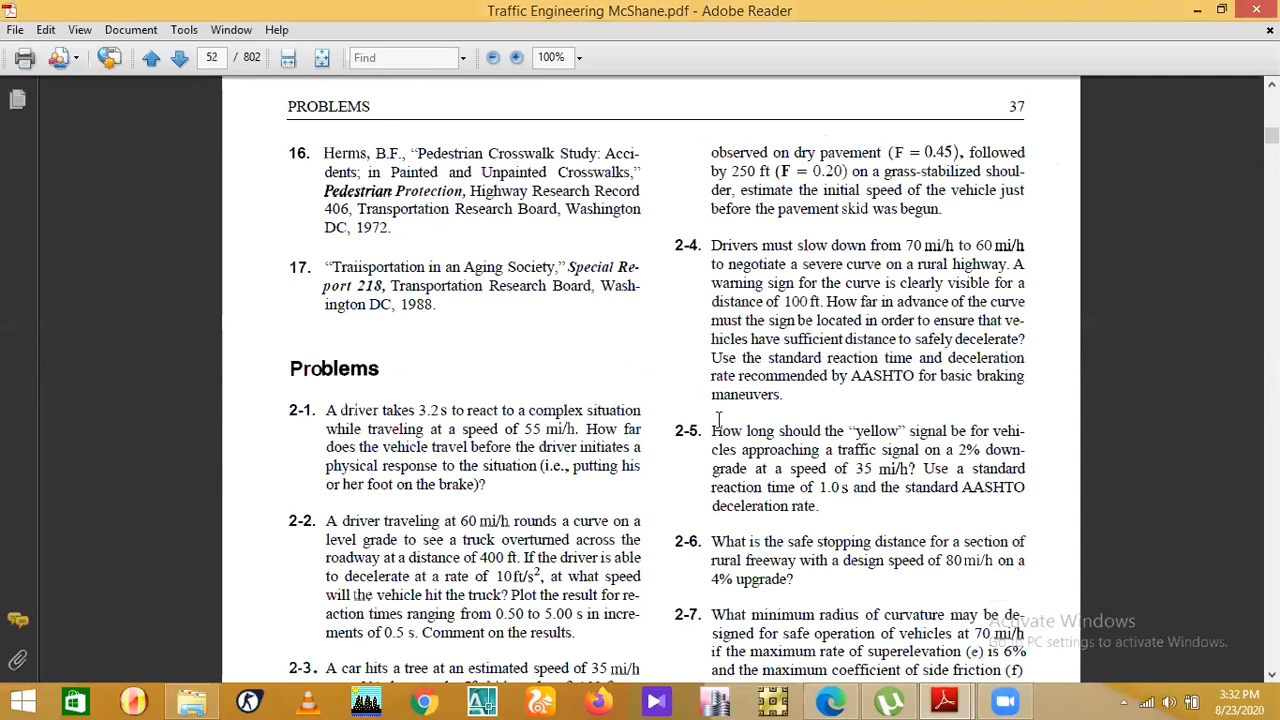 Traffic Engineering McShane.pdf - Adobe Reader
File Edit View Document Tools Window Help
52 / 802 Find 100%
PROBLEMS 37
16. Herms, B.F., “Pedestrian Crosswalk Study: Acci-
dents; in Painted and Unpainted Crosswalks,”
Pedestrian Protection, Highway Research Record
406, Transportation Research Board, Washington
DC, 1972.
17. “Traiisportation in an Aging Society,” Special Re-
port 218, Transportation Research Board, Wash-
ington DC, 1988.
Problems
2-1. A driver takes 3.2s to react to a complex situation
while traveling at a speed of 55 mi/h. How far
does the vehicle travel before the driver initiates a
physical response to the situation (i.e., putting his
or her foot on the brake)?
2-2. A driver traveling at 60 mi/h rounds a curve on a
level grade to see a truck overturned across the
roadway at a distance of 400 ft. If the driver is able
to decelerate at a rate of 10ft/s², at what speed
will the vehicle hit the truck? Plot the result for re-
action times ranging from 0.50 to 5.00 s in incre-
ments of 0.5 s. Comment on the results.
2-3. A car hits a tree at an estimated speed of 35 mi/h
observed on dry pavement (F = 0.45), followed
by 250 ft (F = 0.20) on a grass-stabilized shoul-
der, estimate the initial speed of the vehicle just
before the pavement skid was begun.
2-4. Drivers must slow down from 70 mi/h to 60 mi/h
to negotiate a severe curve on a rural highway. A
warning sign for the curve is clearly visible for a
distance of 100 ft. How far in advance of the curve
must the sign be located in order to ensure that ve-
hicles have sufficient distance to safely decelerate?
Use the standard reaction time and deceleration
rate recommended by AASHTO for basic braking
maneuvers.
2-5. How long should the “yellow” signal be for vehi-
cles approaching a traffic signal on a 2% down-
grade at a speed of 35 mi/h? Use a standard
reaction time of 1.0 s and the standard AASHTO
deceleration rate.
2-6. What is the safe stopping distance for a section of
rural freeway with a design speed of 80 mi/h on a
4% upgrade?
2-7. What minimum radius of curvature may be de-
signed for safe operation of vehicles at 70 mi/h
if the maximum rate of superelevation (e) is 6%
and the maximum coefficient of side friction (f)
Activate Windows
Go to PC settings to activate Windows.
3:32 PM
8/23/2020